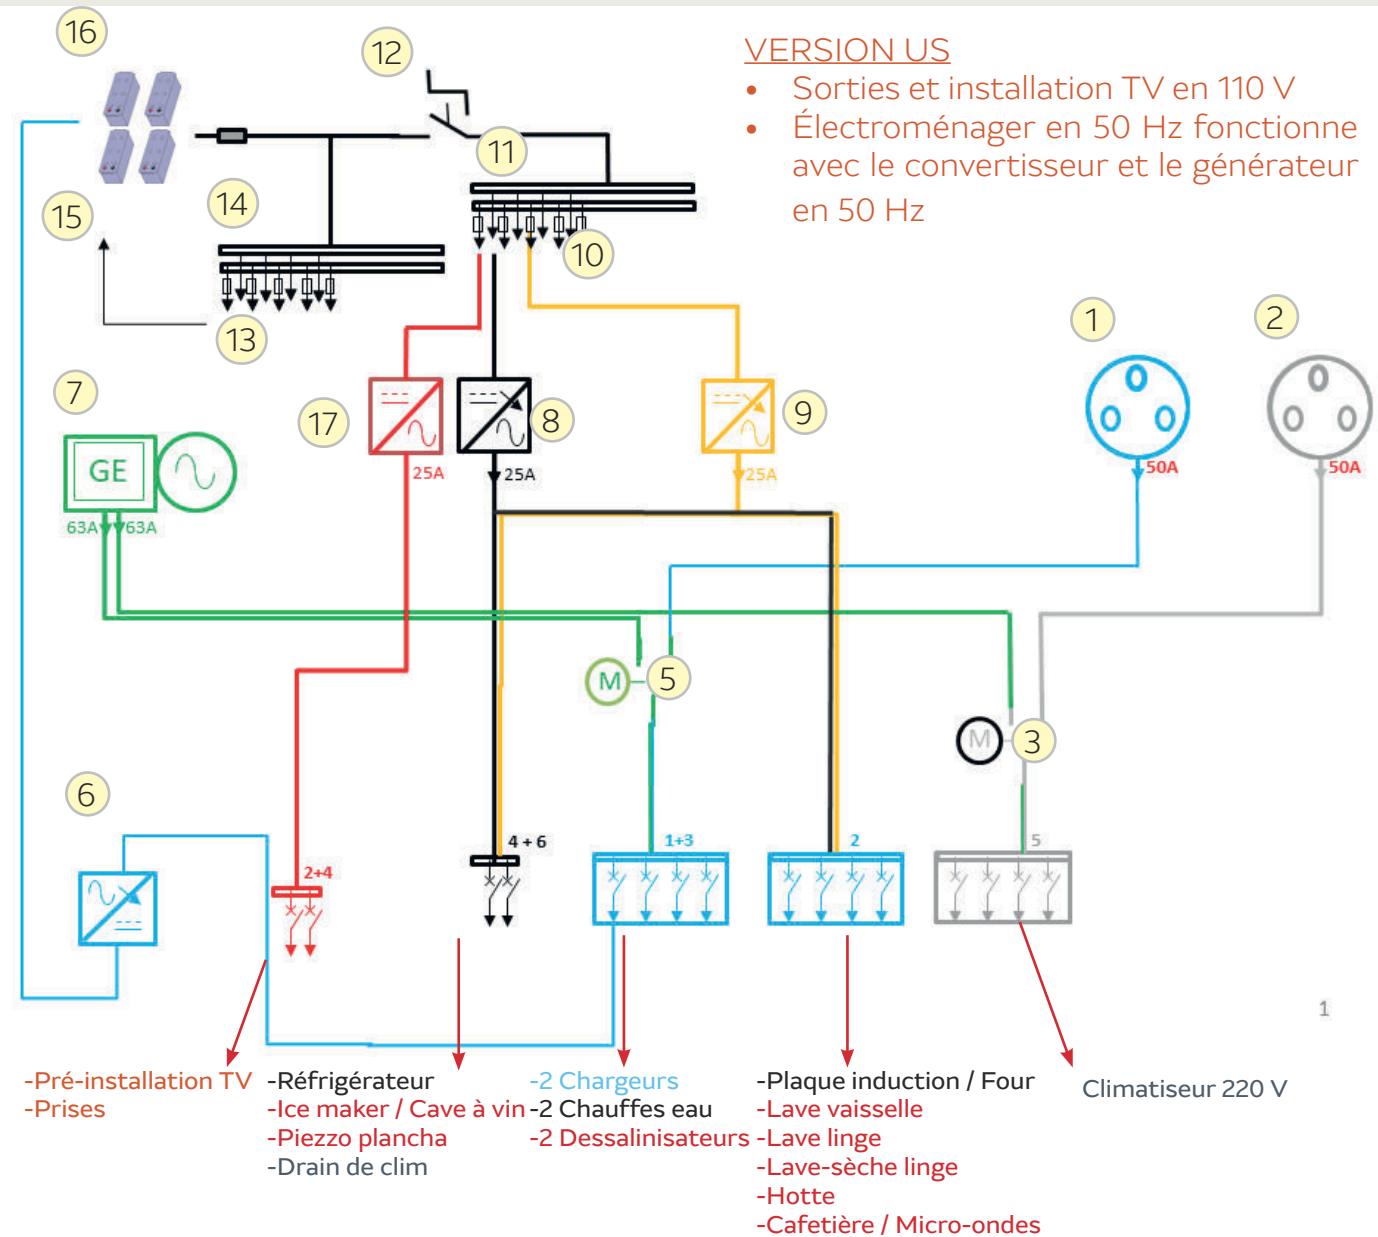 16
12
VERSION US
• Sorties et installation TV en 110 V
• Électroménager en 50 Hz fonctionne
avec le convertisseur et le générateur
en 50 Hz
11
15
14
10
13
1
2
7
17
8
9
GE
25A
25A
25A
50A
50A
63A
63A
M
5
M
3
6
2+4
4 + 6
1+3
2
5
1
-Pré-installation TV
-Prises
-Réfrigérateur
-Ice maker / Cave à vin
-Piezzo plancha
-Drain de clim
-2 Chargeurs
-2 Chauffes eau
-2 Dessalinisateurs
-Plaque induction / Four
-Lave vaisselle
-Lave linge
-Lave-sèche linge
-Hotte
-Cafetière / Micro-ondes
Climatiseur 220 V